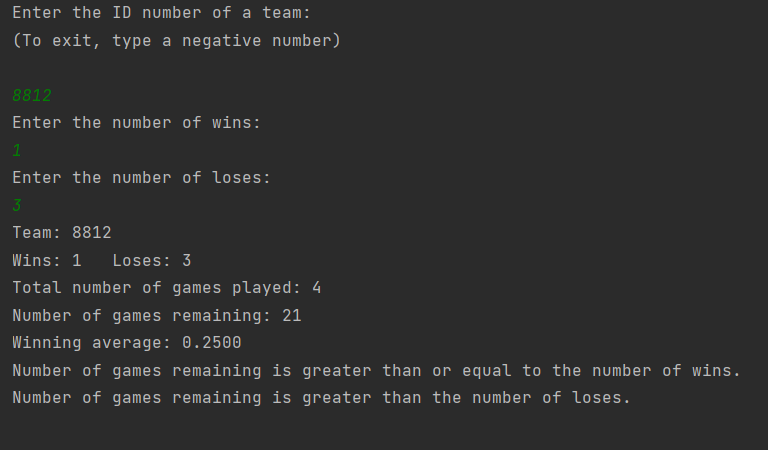 Enter the ID number of a team:
(To exit, type a negative number)
8812
Enter the number of wins:
1
Enter the number of loses:
3
Team: 8812
Wins: 1   Loses: 3
Total number of games played: 4
Number of games remaining: 21
Winning average: 0.2500
Number of games remaining is greater than or equal to the number of wins.
Number of games remaining is greater than the number of loses.